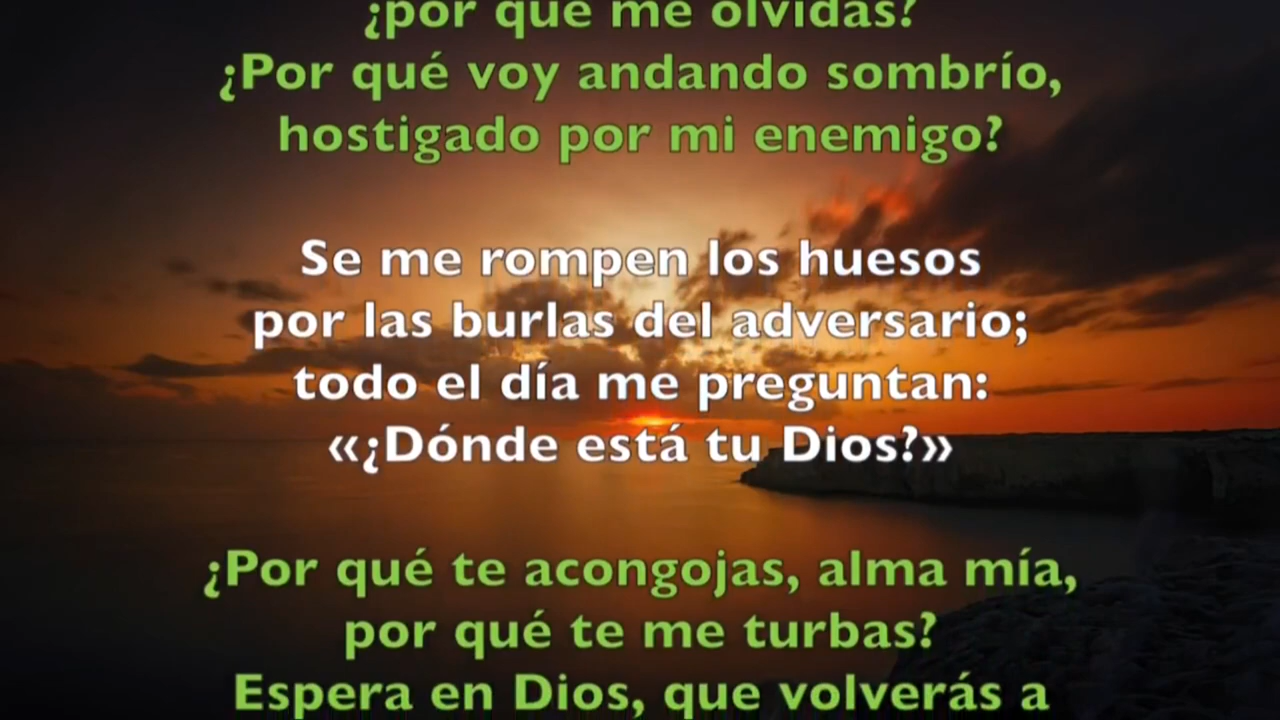 ¿por qué me olvidas?
¿Por qué voy andando sombrío,
hostigado por mi enemigo?
Se me rompen los huesos
por las burlas del adversario;
todo el día me preguntan:
«¿Dónde está tu Dios?»
¿Por qué te acongojas, alma mía,
por qué te me turbas?
Espera en Dios, que volverás a